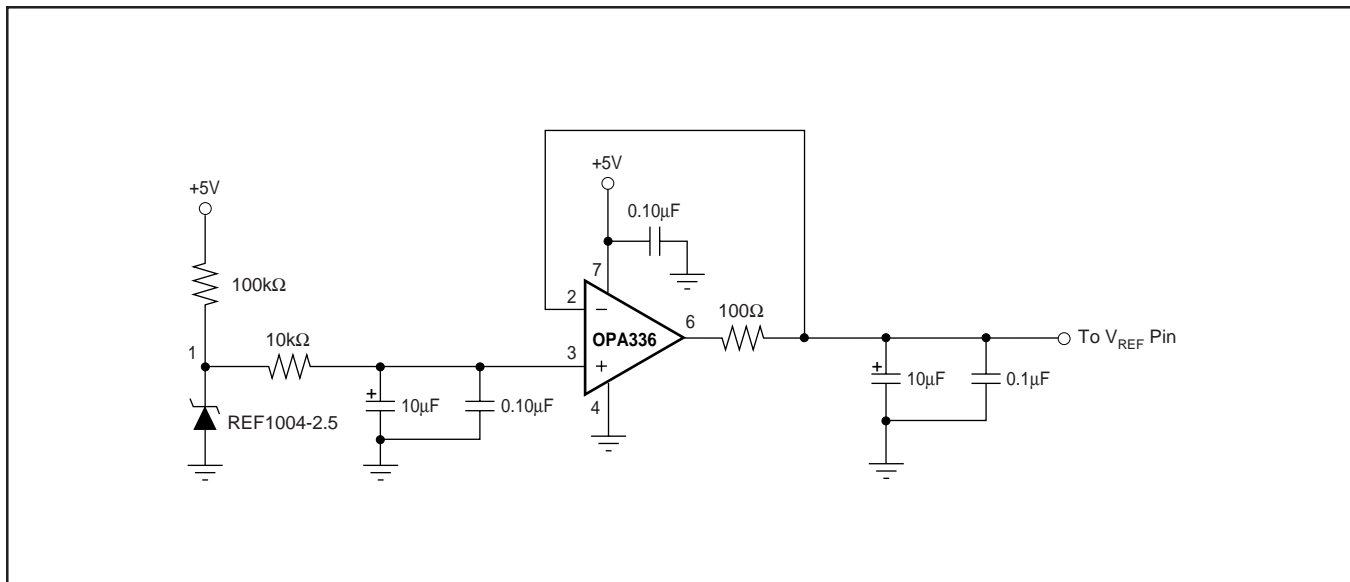 +5V
100kΩ
1
10kΩ
REF1004-2.5
+
10µF
0.10µF
+5V
0.10µF
7
2
−
OPA336
3
+
4
6
100Ω
To VREF Pin
+
10µF
0.1µF